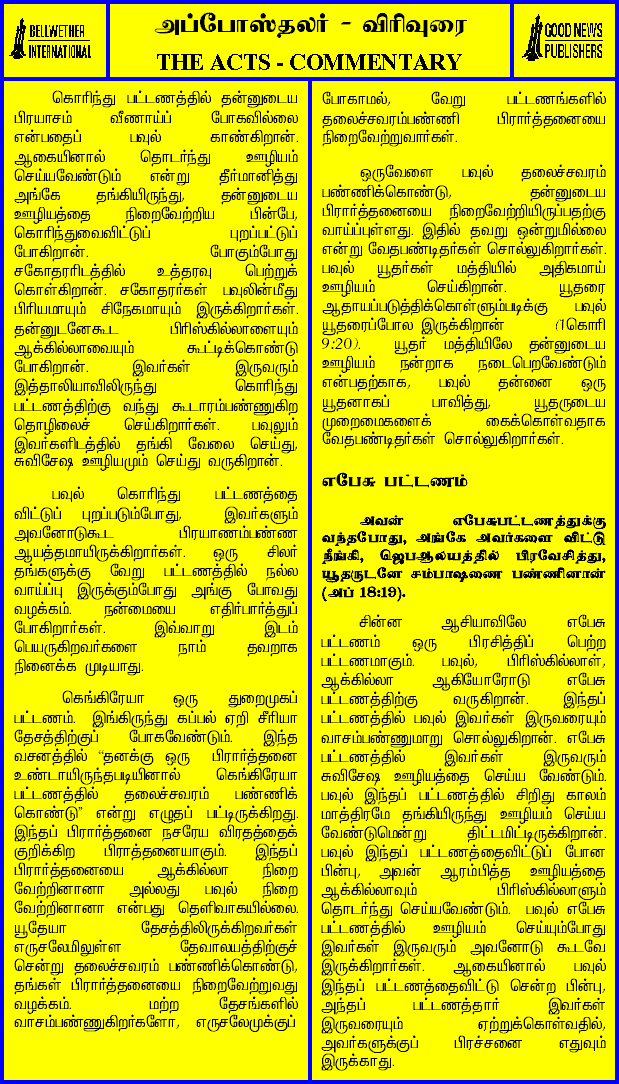 BELLWETHER
INTERNATIONAL
அப்போஸ்தலர் - விரிவுரை
THE ACTS - COMMENTARY
GOOD NEWS
PUBLISHERS
கொரிந்து பட்டணத்தில் தன்னுடைய
பிரயாசம் வீணாய்ப் போகவில்லை
என்பதைப் பவுல் காண்கிறான்.
ஆகையினால் தொடர்ந்து ஊழியம்
செய்யவேண்டும் என்று தீர்மானித்து
அங்கே தங்கியிருந்து, தன்னுடைய
ஊழியத்தை நிறைவேற்றிய பின்பே,
கொரிந்துவைவிட்டுப் புறப்பட்டுப்
போகிறான். போகும்போது
சகோதரரிடத்தில் உத்தரவு பெற்றுக்
கொள்கிறான். சகோதரர்கள் பவுலின்மீது
பிரியமாயும் சிநேகமாயும் இருக்கிறார்கள்.
தன்னுடனேகூட பிரிஸ்கில்லாளையும்
ஆக்கில்லாவையும் கூட்டிக்கொண்டு
போகிறான். இவர்கள் இருவரும்
இத்தாலியாவிலிருந்து கொரிந்து
பட்டணத்திற்கு வந்து கூடாரம்பண்ணுகிற
தொழிலைச் செய்கிறார்கள். பவுலும்
இவர்களிடத்தில் தங்கி வேலை செய்து,
சுவிசேஷ ஊழியமும் செய்து வருகிறான்.
பவுல் கொரிந்து பட்டணத்தை
விட்டுப் புறப்படும்போது, இவர்களும்
அவனோடுகூட பிரயாணம்பண்ண
ஆயத்தமாயிருக்கிறார்கள். ஒரு சிலர்
தங்களுக்கு வேறு பட்டணத்தில் நல்ல
வாய்ப்பு இருக்கும்போது அங்கு போவது
வழக்கம். நன்மையை எதிர்பார்த்துப்
போகிறார்கள். இவ்வாறு இடம்
பெயருகிறவர்களை நாம் தவறாக
நினைக்க முடியாது.
கெங்கிரேயா ஒரு துறைமுகப்
பட்டணம். இங்கிருந்து கப்பல் ஏறி சீரியா
தேசத்திற்குப் போகவேண்டும். இந்த
வசனத்தில் “தனக்கு ஒரு பிரார்த்தனை
உண்டாயிருந்தபடியினால் கெங்கிரேயா
பட்டணத்தில் தலைச்சவரம் பண்ணிக்
கொண்டு” என்று எழுதப் பட்டிருக்கிறது.
இந்தப் பிரார்த்தனை நசரேய விரதத்தைக்
குறிக்கிற பிராத்தனையாகும். இந்தப்
பிரார்த்தனையை ஆக்கில்லா நிறை
வேற்றினானா அல்லது பவுல் நிறை
வேற்றினானா என்பது தெளிவாகயில்லை.
யூதேயா தேசத்திலிருக்கிறவர்கள்
எருசலேமிலுள்ள தேவாலயத்திற்குச்
சென்று தலைச்சவரம் பண்ணிக்கொண்டு,
தங்கள் பிரார்த்தனையை நிறைவேற்றுவது
வழக்கம். மற்ற தேசங்களில்
வாசம்பண்ணுகிறர்களோ, எருசலேமுக்குப்
போகாமல், வேறு பட்டணங்களில்
தலைச்சவரம்பண்ணி பிரார்த்தனையை
நிறைவேற்றுவார்கள்.
ஒருவேளை பவுல் தலைச்சவரம்
பண்ணிக்கொண்டு, தன்னுடைய
பிரார்த்தனையை நிறைவேற்றியிருப்பதற்கு
வாய்ப்புள்ளது. இதில் தவறு ஒன்றுமில்லை
என்று வேதபண்டிதர்கள் சொல்லுகிறார்கள்.
பவுல் யூதர்கள் மத்தியில் அதிகமாய்
ஊழியம் செய்கிறான். யூதரை
ஆதாயப்படுத்திக்கொள்ளும்படிக்கு பவுல்
யூதரைப்போல இருக்கிறான் (1கொரி
9:20). யூதர் மத்தியிலே தன்னுடைய
ஊழியம் நன்றாக நடைபெறவேண்டும்
என்பதற்காக, பவுல் தன்னை ஒரு
யூதனாகப் பாவித்து, யூதருடைய
முறைமைகளைக் கைக்கொள்வதாக
வேதபண்டிதர்கள் சொல்லுகிறார்கள்.
எபேசு பட்டணம்
அவன் எபேசுபட்டணத்துக்கு
வந்தபோது, அங்கே அவர்களை விட்டு
நீங்கி, ஜெபஆலயத்தில் பிரவேசித்து,
யூதருடனே சம்பாஷணை பண்ணினான்
(அப் 18:19).
சின்ன ஆசியாவிலே எபேசு
பட்டணம் ஒரு பிரசித்திப் பெற்ற
பட்டணமாகும். பவுல், பிரிஸ்கில்லாள்,
ஆக்கில்லா ஆகியோரோடு எபேசு
பட்டணத்திற்கு வருகிறான். இந்தப்
பட்டணத்தில் பவுல் இவர்கள் இருவரையும்
வாசம்பண்ணுமாறு சொல்லுகிறான். எபேசு
பட்டணத்தில் இவர்கள் இருவரும்
சுவிசேஷ ஊழியத்தை செய்ய வேண்டும்.
பவுல் இந்தப் பட்டணத்தில் சிறிது காலம்
மாத்திரமே தங்கியிருந்து ஊழியம் செய்ய
வேண்டுமென்று திட்டமிட்டிருக்கிறான்.
பவுல் இந்தப் பட்டணத்தைவிட்டுப் போன
பின்பு, அவன் ஆரம்பித்த ஊழியத்தை
ஆக்கில்லாவும் பிரிஸ்கில்லாளும்
தொடர்ந்து செய்யவேண்டும். பவுல் எபேசு
பட்டணத்தில் ஊழியம் செய்யும்போது
இவர்கள் இருவரும் அவனோடு கூடவே
இருக்கிறார்கள். ஆகையினால் பவுல்
இந்தப் பட்டணத்தைவிட்டு சென்ற பின்பு,
அந்தப் பட்டணத்தார் இவர்கள்
இருவரையும் ஏற்றுக்கொள்வதில்,
அவர்களுக்குப் பிரச்சனை எதுவும்
இருக்காது.